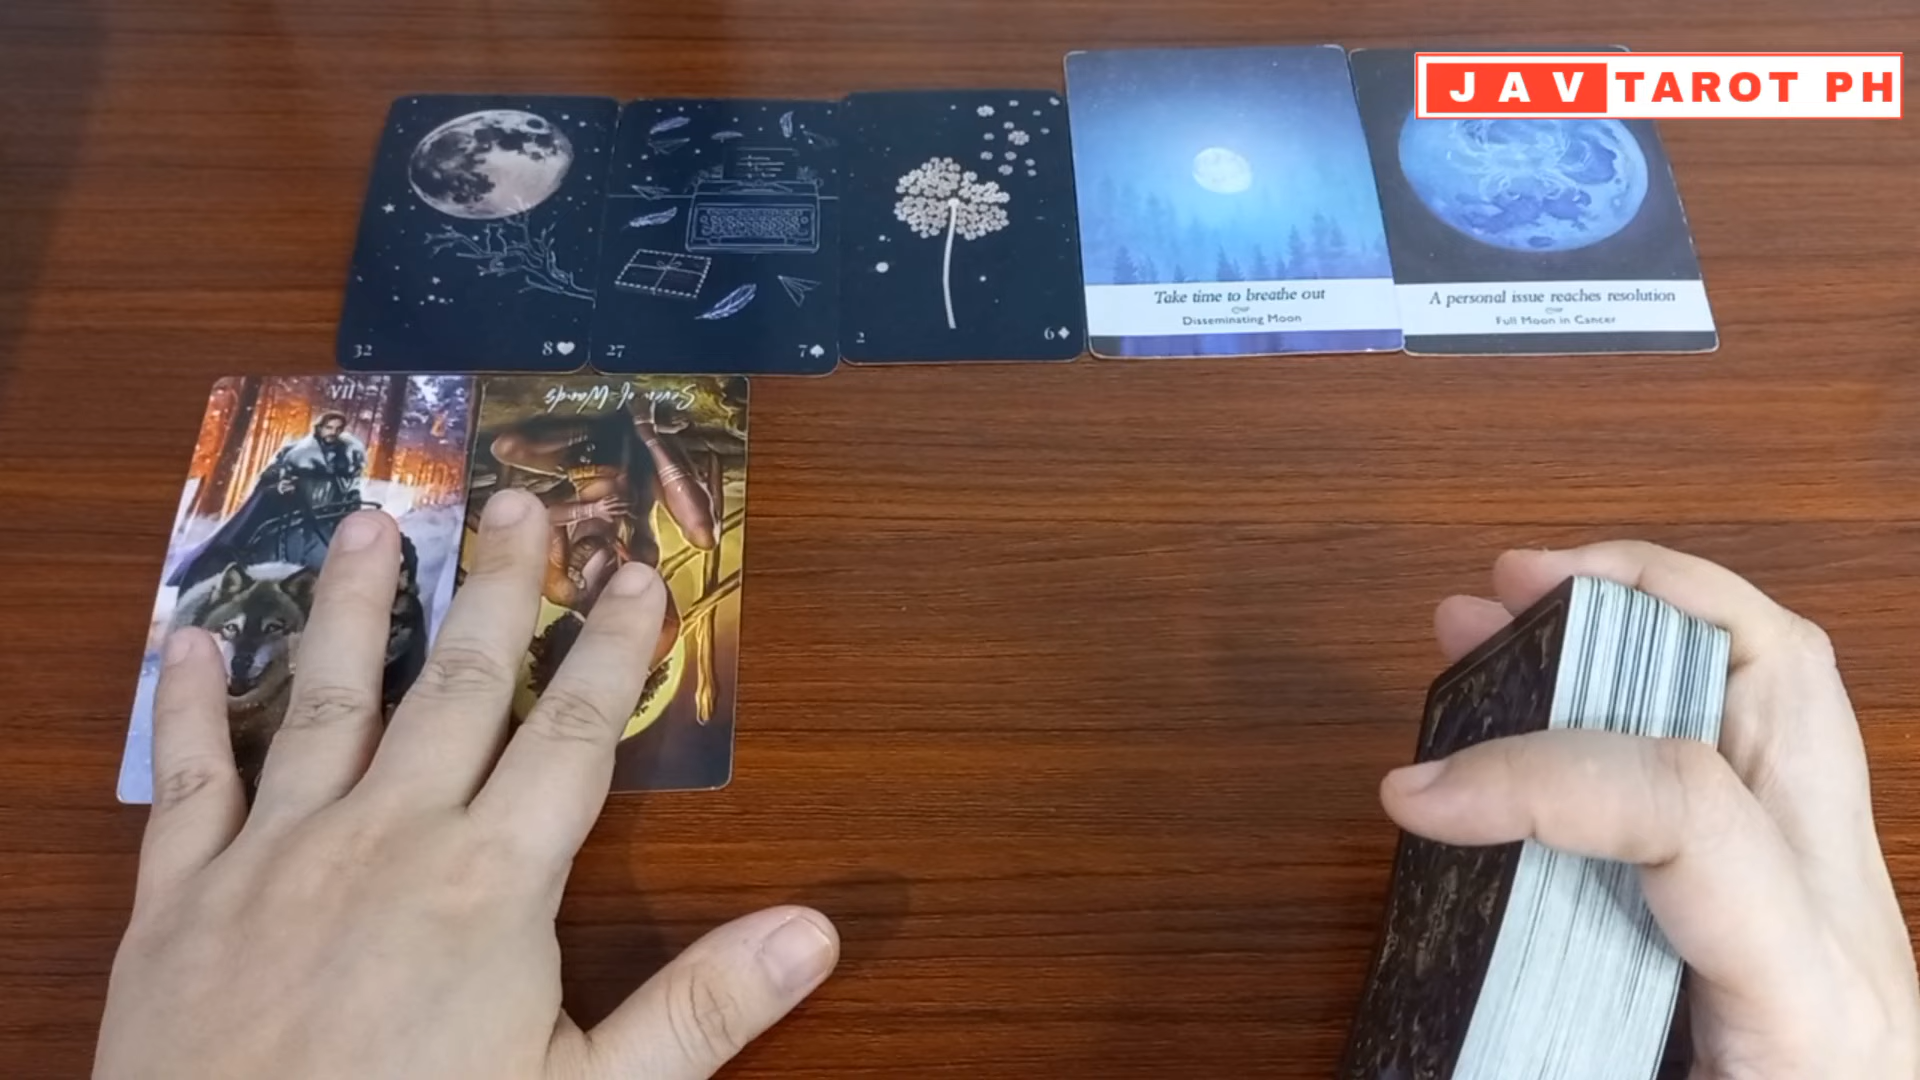 JAV TAROT PH
32
8
27
7
2
6
Take time to breathe out
Disseminating Moon
A personal issue reaches resolution
Full Moon in Cancer
VII
Seven of Wands